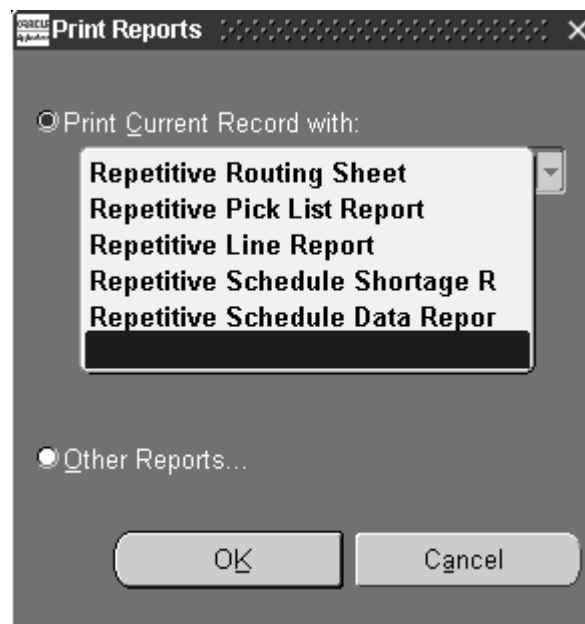 ORACLE
Print Reports
Print Current Record with:
Repetitive Routing Sheet
Repetitive Pick List Report
Repetitive Line Report
Repetitive Schedule Shortage R
Repetitive Schedule Data Repor
Other Reports...
OK
Cancel